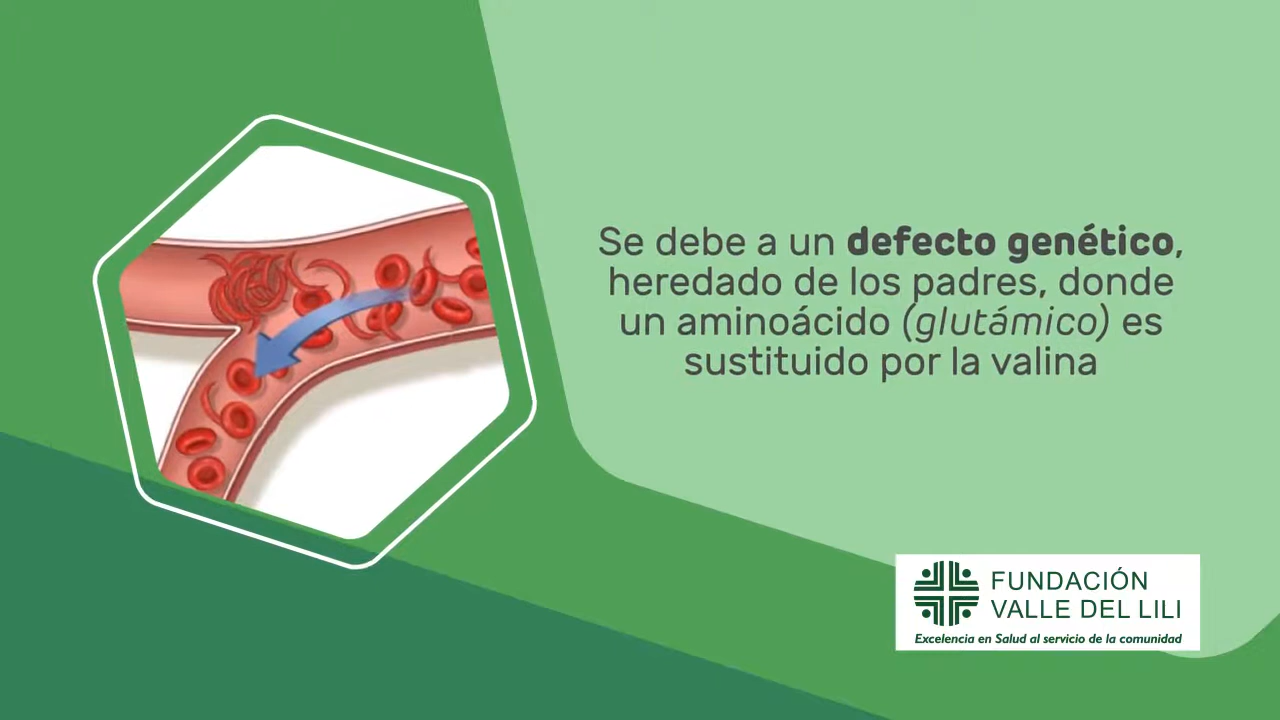 Se debe a un defecto genético,
heredado de los padres, donde
un aminoácido (glutámico) es
sustituido por la valina
FUNDACIÓN
VALLE DEL LILI
Excelencia en Salud al servicio de la comunidad